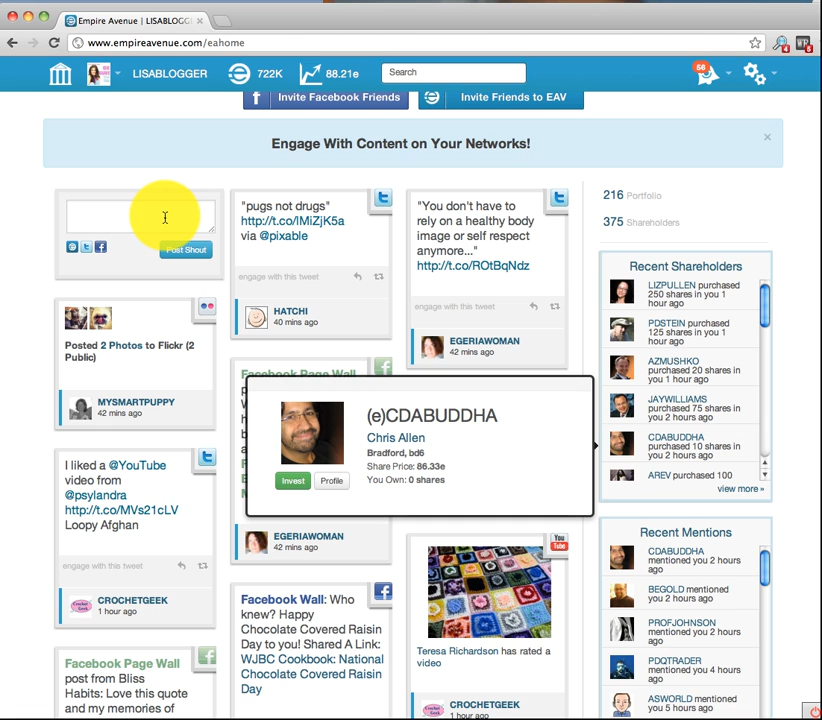 Empire Avenue | LISABLOGGE
www.empireavenue.com/eahome
LISABLOGGER
722K
88.21e
Search
56
Invite Facebook Friends
Invite Friends to EAV
Engage With Content on Your Networks!
Post Shout
Posted 2 Photos to Flickr (2
Public)
MYSMARTPUPPY
42 mins ago
I liked a @YouTube
video from
@psylandra
http://t.co/MVs21cLV
Loopy Afghan
engage with this tweet
CROCHETGEEK
1 hour ago
Facebook Page Wall
post from Bliss
Habits: Love this quote
and my memories of
"pugs not drugs"
http://t.co/lMiZjK5a
via @pixable
engage with this tweet
HATCHI
40 mins ago
Facebook Page Wall
EGERIAWOMAN
42 mins ago
Facebook Wall: Who
knew? Happy
Chocolate Covered Raisin
Day to you! Shared A Link:
WJBC Cookbook: National
Chocolate Covered Raisin
Day
"You don't have to
rely on a healthy body
image or self respect
anymore..."
http://t.co/ROtBqNdz
engage with this tweet
EGERIAWOMAN
42 mins ago
(e)CDABUDDHA
Chris Allen
Bradford, bd6
Share Price: 86.33e
You Own: 0 shares
Invest
Profile
You Tube
Teresa Richardson has rated a
video
CROCHETGEEK
1 hour ago
216 Portfolio
375 Shareholders
Recent Shareholders
LIZPULLEN purchased
250 shares in you 1
hour ago
PDSTEIN purchased
125 shares in you 1
hour ago
AZMUSHKO
purchased 20 shares in
you 1 hour ago
JAYWILLIAMS
purchased 75 shares in
you 2 hours ago
CDABUDDHA
purchased 10 shares in
you 2 hours ago
AREV purchased 100
view more »
Recent Mentions
CDABUDDHA
mentioned you 2 hours
ago
BEGOLD mentioned
you 2 hours ago
PROFJOHNSON
mentioned you 2 hours
ago
PDQTRADER
mentioned you 4 hours
ago
ASWORLD mentioned
you 5 hours ago